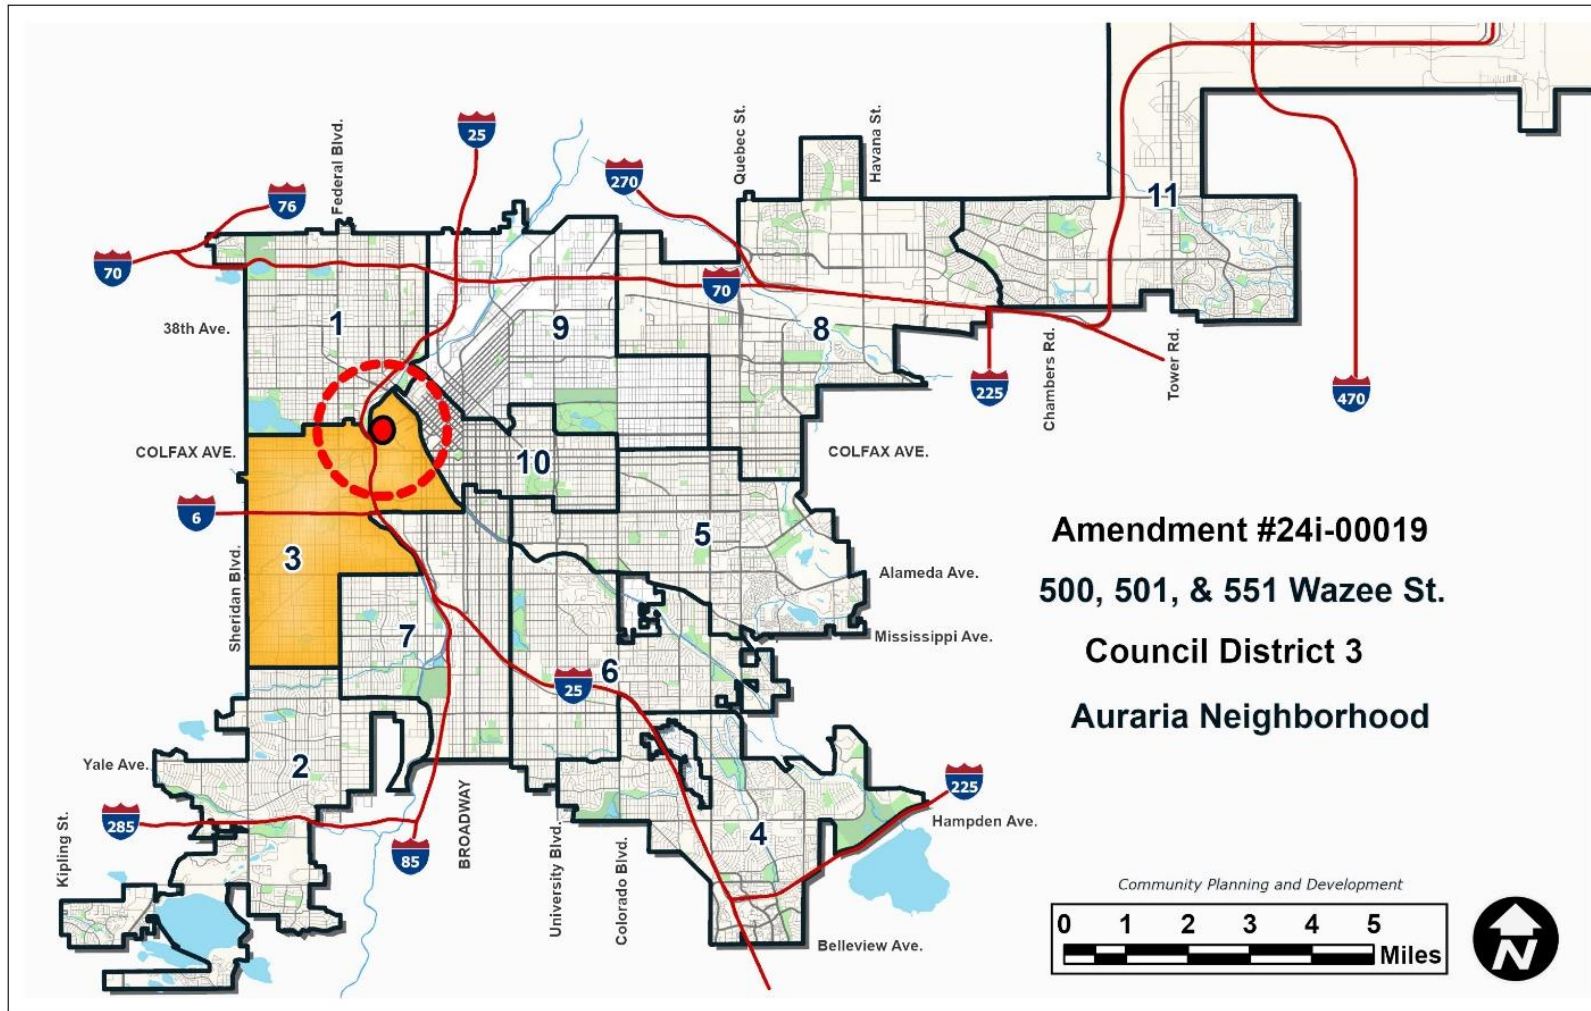 Federal Blvd.
25
Quebec St.
Havana St.
270
76
70
11
70
38th Ave.
1
9
8
Chambers Rd.
Tower Rd.
225
470
COLFAX AVE.
10
COLFAX AVE.
6
3
5
Amendment #24i-00019
Sheridan Blvd.
Alameda Ave.
500, 501, & 551 Wazee St.
7
Mississippi Ave.
6
Council District 3
25
Auraria Neighborhood
Yale Ave.
2
225
Kipling St.
285
BROADWAY
University Blvd.
Colorado Blvd.
4
Hampden Ave.
85
Community Planning and Development
0 1 2 3 4 5
Miles
Belleview Ave.
N